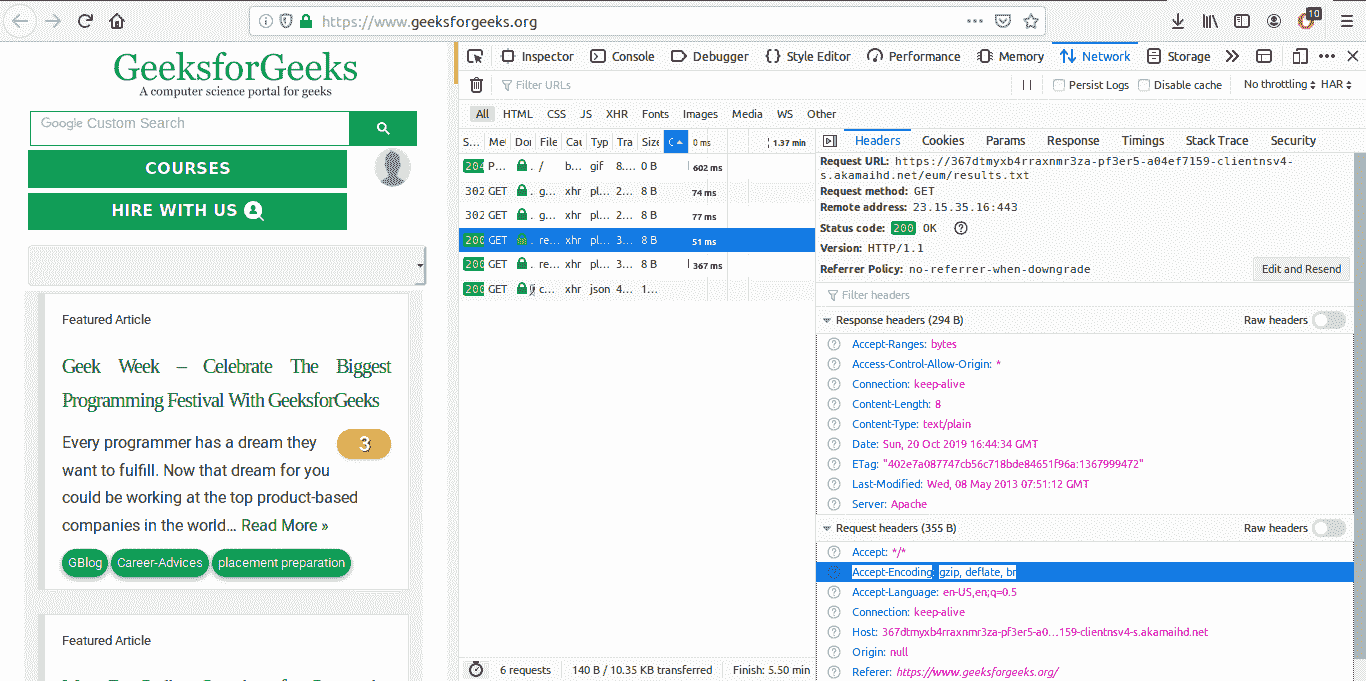 https://www.geeksforgeeks.org
10
GeeksforGeeks
A computer science portal for geeks
Google Custom Search
COURSES
HIRE WITH US
Featured Article
Geek Week – Celebrate The Biggest
Programming Festival With GeeksforGeeks
Every programmer has a dream they
want to fulfill. Now that dream for you
could be working at the top product-based
companies in the world... Read More »
3
GBlog Career-Advices placement preparation
Featured Article
Inspector Console Debugger Style Editor Performance Memory Network Storage
Filter URLs
Persist Logs Disable cache No throttling HAR
All HTML CSS JS XHR Fonts Images Media WS Other
S... Me Dor File Cau Typ Tra Size 0 ms 1.37 min
204 P... . / b... gif 8.... 0 B 602 ms
302 GET . g... xhr pl... 2... 8 B 74 ms
302 GET . g... xhr pl... 2... 8 B 77 ms
200 GET . re... xhr pl... 3... 8 B 51 ms
200 GET . re... xhr pl... 3... 8 B 367 ms
200 GET c... xhr json 4... 1...
6 requests 140 B / 10.35 KB transferred Finish: 5.50 min
Headers Cookies Params Response Timings Stack Trace Security
Request URL: https://367dtmyxb4rraxnmr3za-pf3er5-a04ef7159-clientnsv4-
s.akamaihd.net/eum/results.txt
Request method: GET
Remote address: 23.15.35.16:443
Status code: 200 OK
Version: HTTP/1.1
Referrer Policy: no-referrer-when-downgrade
Edit and Resend
Filter headers
Response headers (294 B) Raw headers
Accept-Ranges: bytes
Access-Control-Allow-Origin: *
Connection: keep-alive
Content-Length: 8
Content-Type: text/plain
Date: Sun, 20 Oct 2019 16:44:34 GMT
ETag: "402e7a087747cb56c718bde84651f96a:1367999472"
Last-Modified: Wed, 08 May 2013 07:51:12 GMT
Server: Apache
Request headers (355 B) Raw headers
Accept: */*
Accept-Encoding: gzip, deflate, br
Accept-Language: en-US,en;q=0.5
Connection: keep-alive
Host: 367dtmyxb4rraxnmr3za-pf3er5-a0…159-clientnsv4-s.akamaihd.net
Origin: null
Referer: https://www.geeksforgeeks.org/